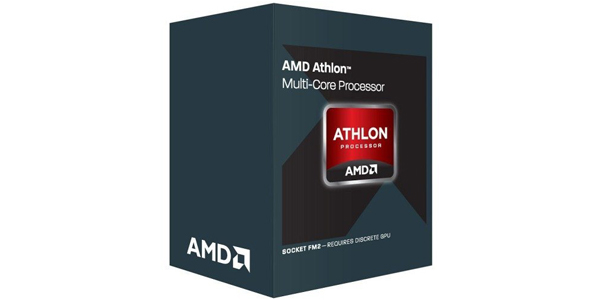 AMD Athlon™
Multi-Core Processor
ATHLON
PROCESSOR
AMD
SOCKET FM2 – REQUIRES DISCRETE GPU
AMD